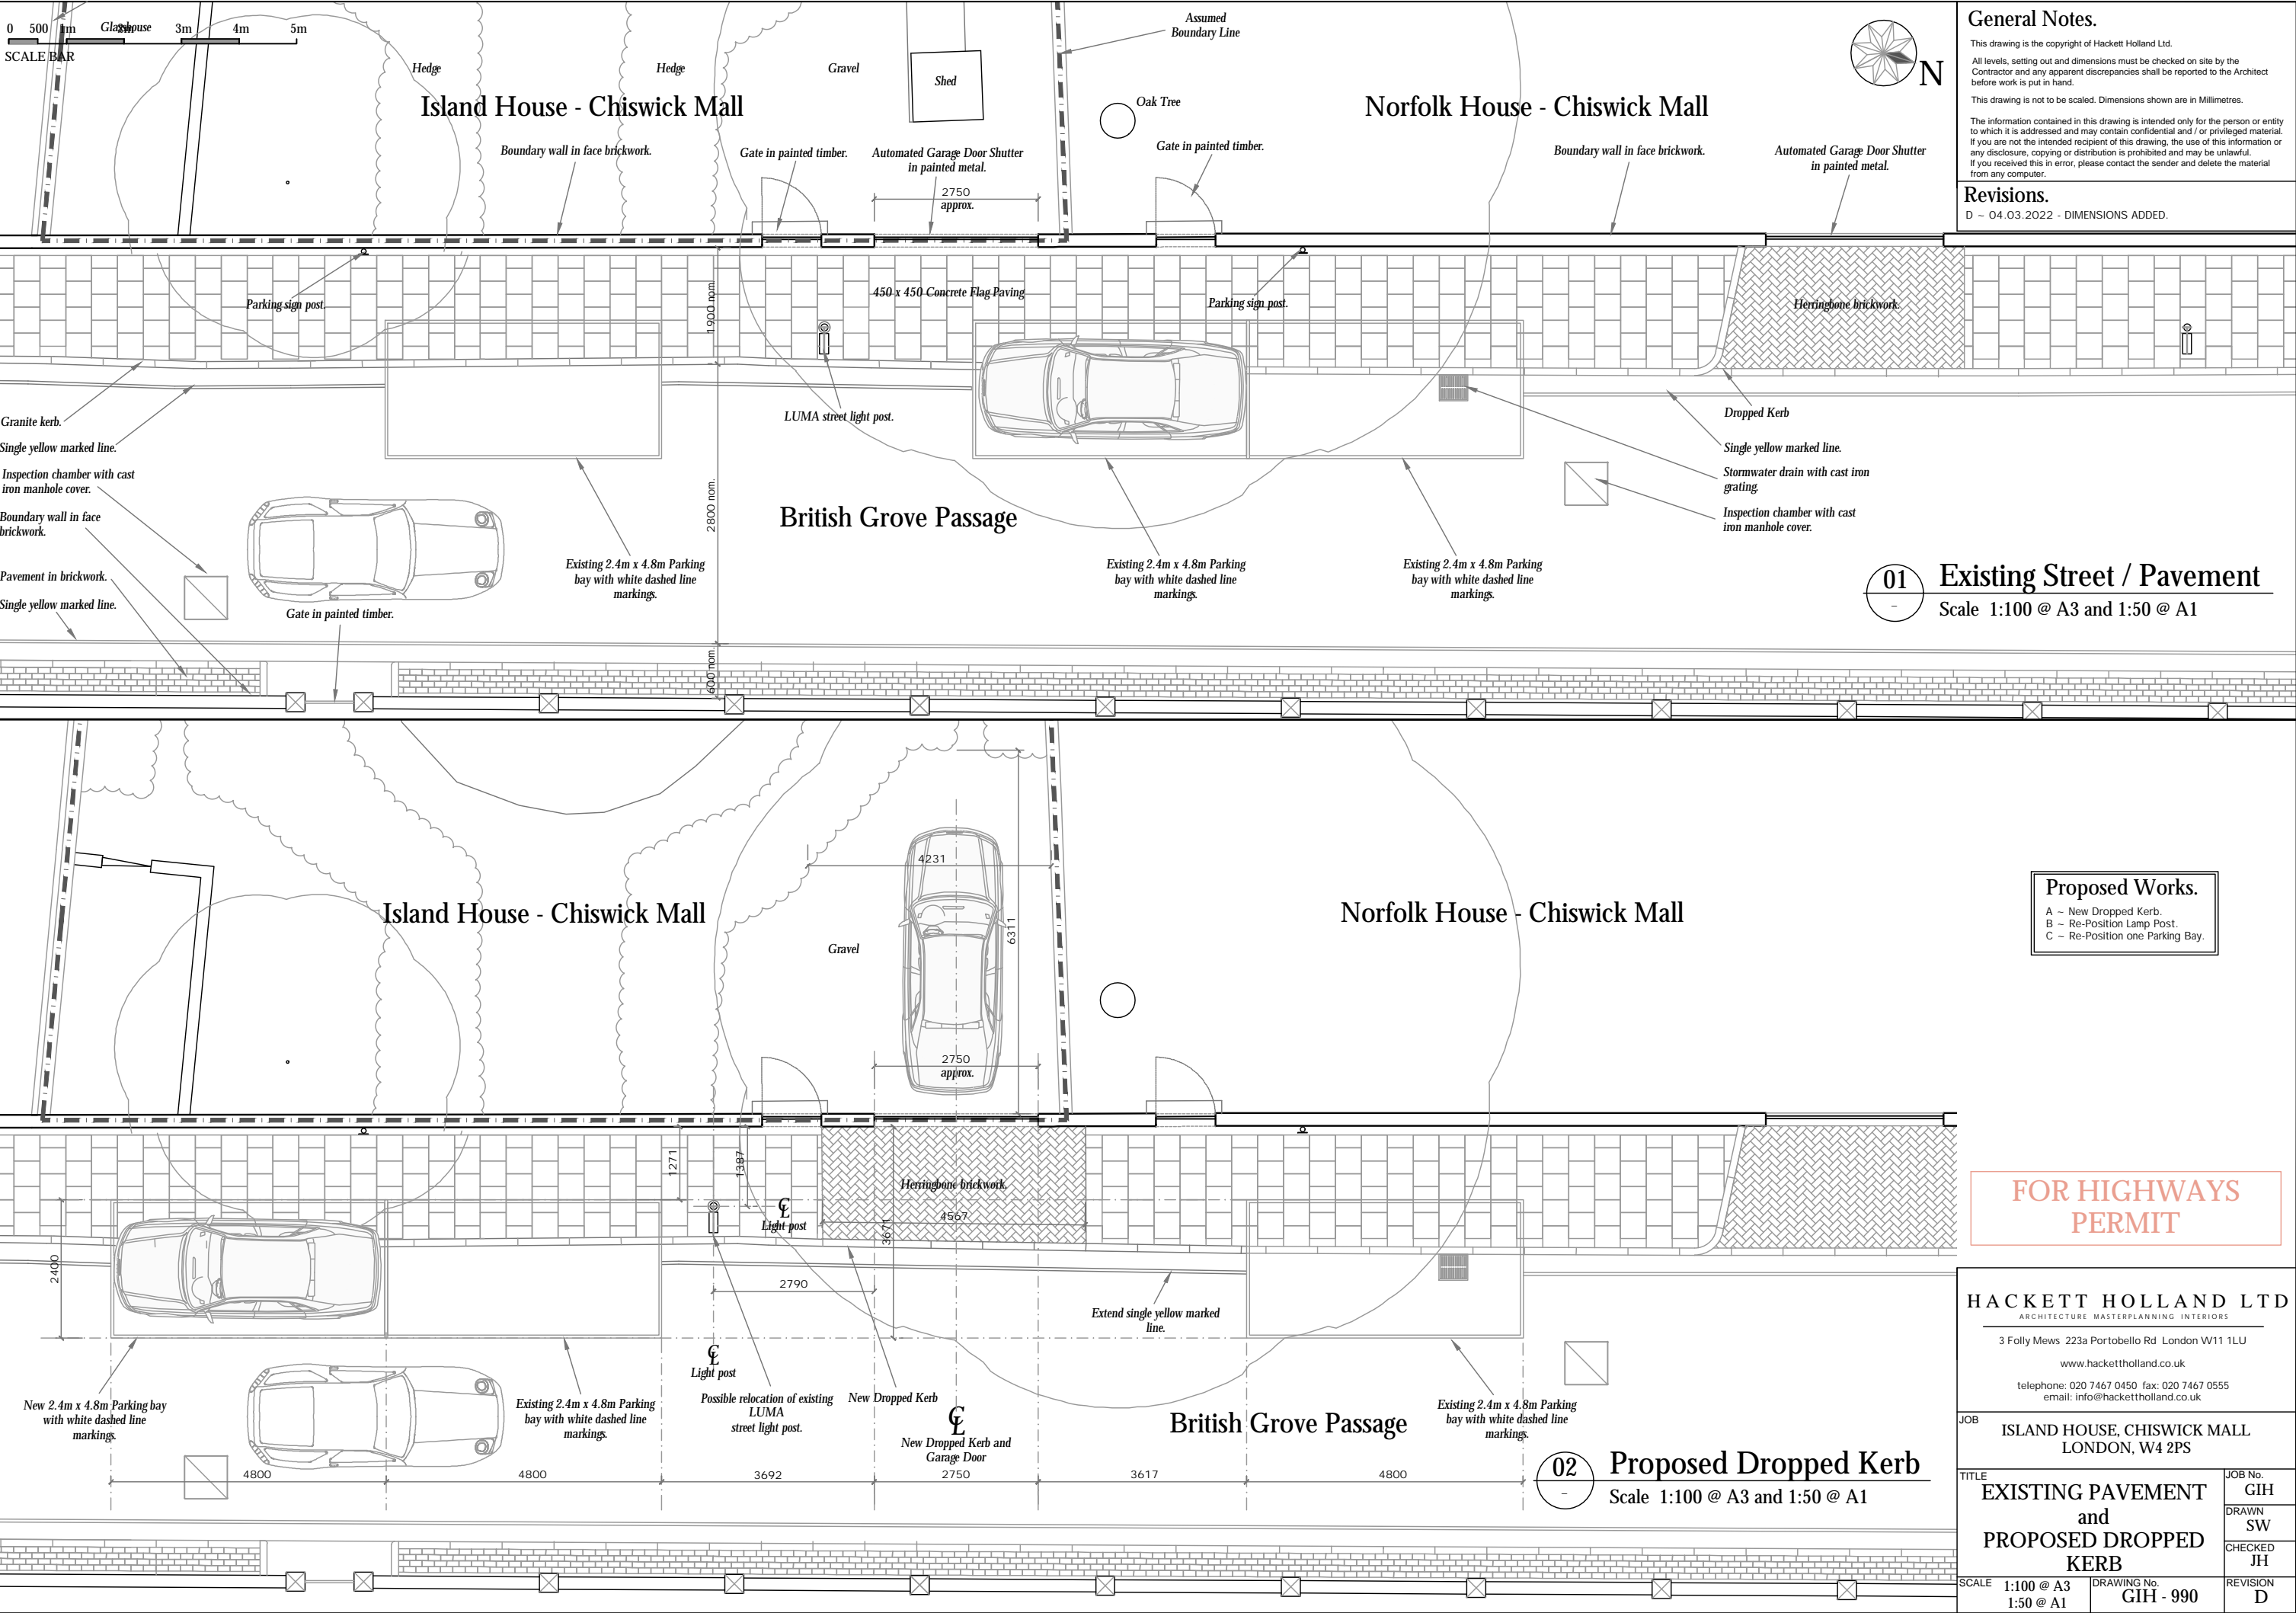 0 500 1m 2m 3m 4m 5m
SCALE BAR
Glasshouse
Hedge
Hedge
Gravel
Shed
Assumed
Boundary Line
Oak Tree
N
Island House - Chiswick Mall
Norfolk House - Chiswick Mall
Boundary wall in face brickwork.
Gate in painted timber.
Automated Garage Door Shutter
in painted metal.
2750
approx.
Gate in painted timber.
Boundary wall in face brickwork.
Automated Garage Door Shutter
in painted metal.
Parking sign post.
1900 nom.
450 x 450 Concrete Flag Paving
Parking sign post.
Herringbone brickwork.
LUMA street light post.
Dropped Kerb
Granite kerb.
Single yellow marked line.
Inspection chamber with cast
iron manhole cover.
Boundary wall in face
brickwork.
Pavement in brickwork.
Single yellow marked line.
Gate in painted timber.
2800 nom.
600 nom.
British Grove Passage
Existing 2.4m x 4.8m Parking
bay with white dashed line
markings.
Existing 2.4m x 4.8m Parking
bay with white dashed line
markings.
Existing 2.4m x 4.8m Parking
bay with white dashed line
markings.
Single yellow marked line.
Stormwater drain with cast iron
grating.
Inspection chamber with cast
iron manhole cover.
01
-
Existing Street / Pavement
Scale 1:100 @ A3 and 1:50 @ A1
General Notes.
This drawing is the copyright of Hackett Holland Ltd.
All levels, setting out and dimensions must be checked on site by the
Contractor and any apparent discrepancies shall be reported to the Architect
before work is put in hand.
This drawing is not to be scaled. Dimensions shown are in Millimetres.
The information contained in this drawing is intended only for the person or entity
to which it is addressed and may contain confidential and / or privileged material.
If you are not the intended recipient of this drawing, the use of this information or
any disclosure, copying or distribution is prohibited and may be unlawful.
If you received this in error, please contact the sender and delete the material
from any computer.
Revisions.
D ~ 04.03.2022 - DIMENSIONS ADDED.
4231
6311
Island House - Chiswick Mall
Norfolk House - Chiswick Mall
Gravel
2750
approx.
1271
1387
Herringbone brickwork.
4567
3671
℄
Light post
2400
2790
Extend single yellow marked
line.
℄
Light post
New 2.4m x 4.8m Parking bay
with white dashed line
markings.
Existing 2.4m x 4.8m Parking
bay with white dashed line
markings.
Possible relocation of existing
LUMA
street light post.
New Dropped Kerb
℄
New Dropped Kerb and
Garage Door
British Grove Passage
Existing 2.4m x 4.8m Parking
bay with white dashed line
markings.
4800 4800 3692 2750 3617 4800
02
-
Proposed Dropped Kerb
Scale 1:100 @ A3 and 1:50 @ A1
Proposed Works.
A ~ New Dropped Kerb.
B ~ Re-Position Lamp Post.
C ~ Re-Position one Parking Bay.
FOR HIGHWAYS
PERMIT
HACKETT HOLLAND LTD
ARCHITECTURE MASTERPLANNING INTERIORS
3 Folly Mews 223a Portobello Rd London W11 1LU
www.hackettholland.co.uk
telephone: 020 7467 0450 fax: 020 7467 0555
email: info@hackettholland.co.uk
JOB
ISLAND HOUSE, CHISWICK MALL
LONDON, W4 2PS
TITLE
EXISTING PAVEMENT
and
PROPOSED DROPPED
KERB
JOB No.
GIH
DRAWN
SW
CHECKED
JH
SCALE
1:100 @ A3
1:50 @ A1
DRAWING No.
GIH - 990
REVISION
D